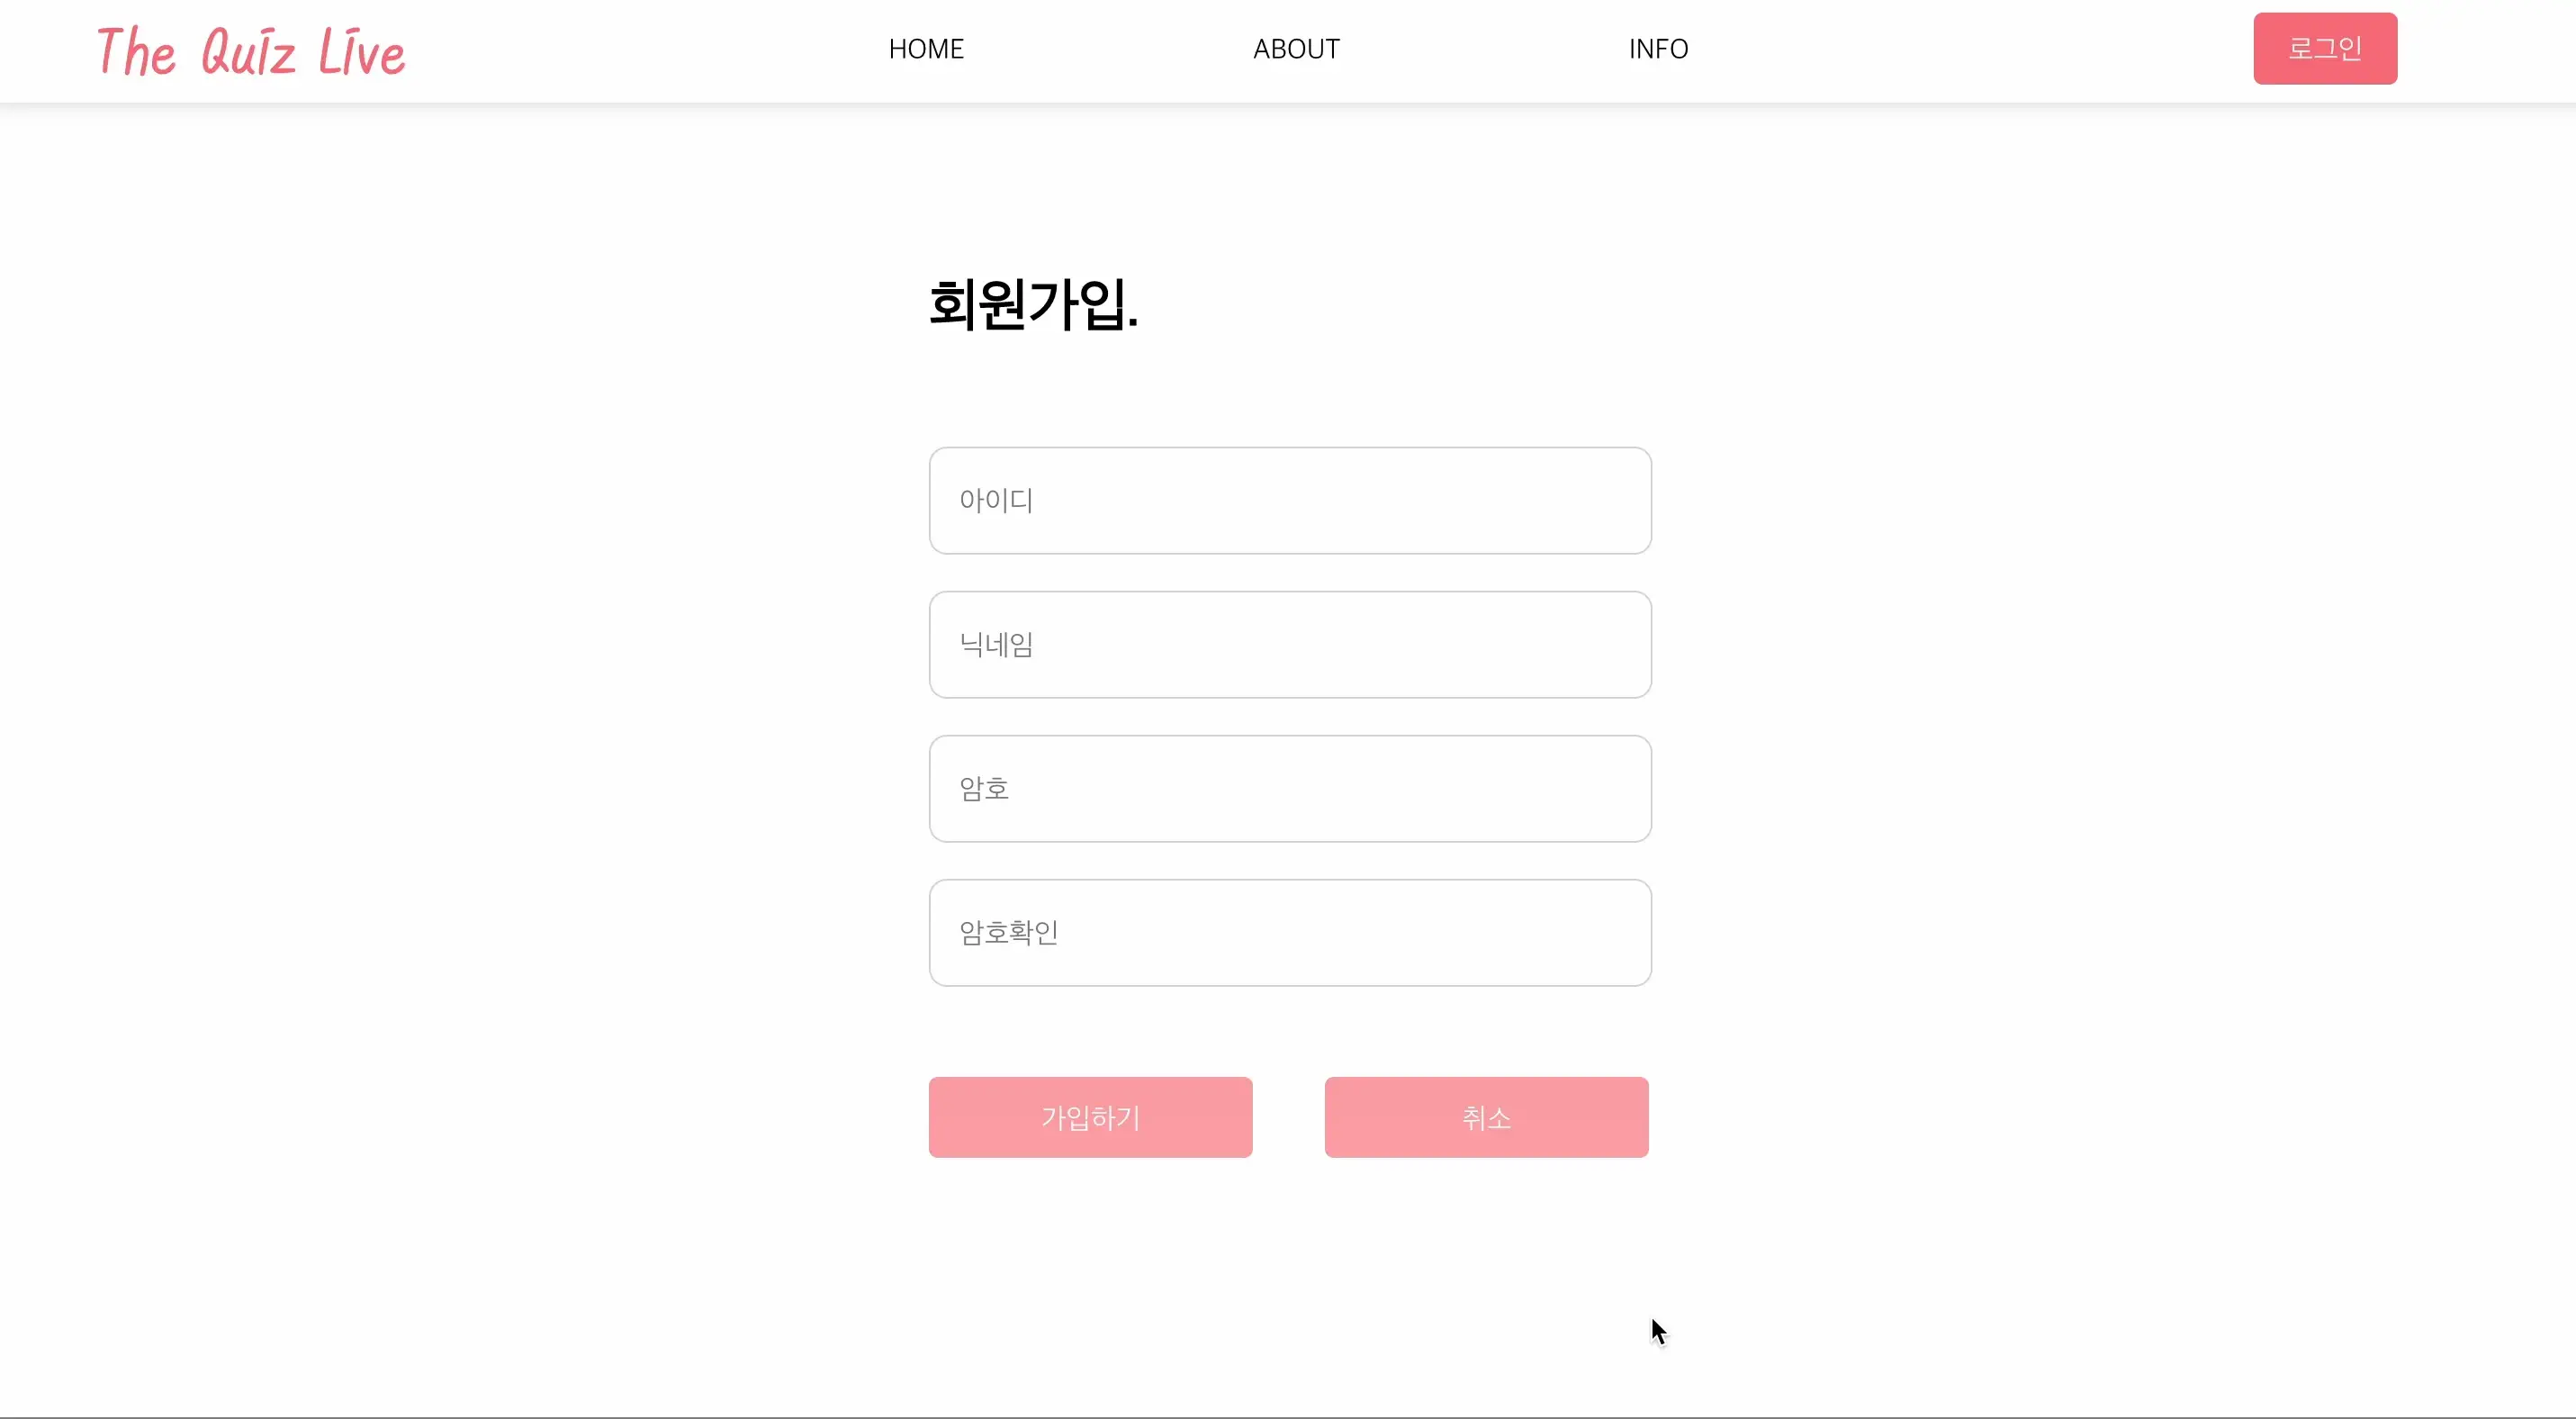 The Quiz Live
HOME ABOUT INFO 로그인
회원가입.
아이디
닉네임
암호
암호확인
가입하기 취소